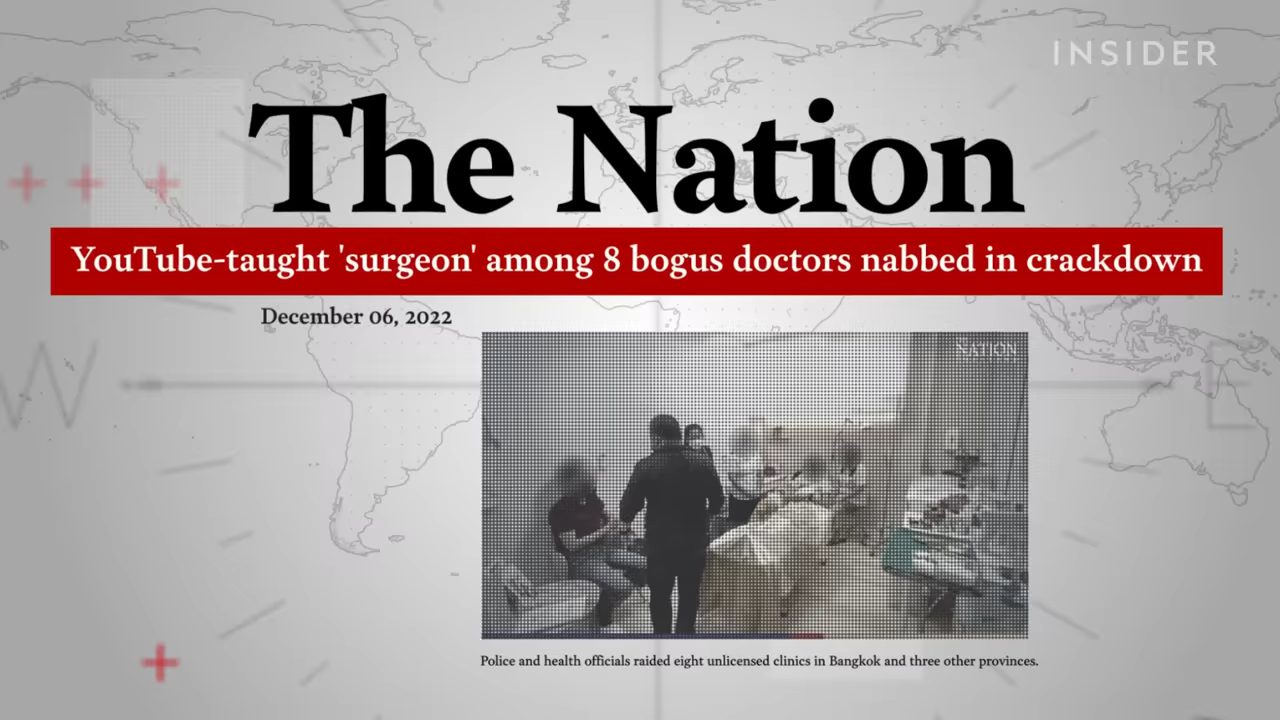 INSIDER
The Nation
YouTube-taught 'surgeon' among 8 bogus doctors nabbed in crackdown
December 06, 2022
NATION
Police and health officials raided eight unlicensed clinics in Bangkok and three other provinces.
W